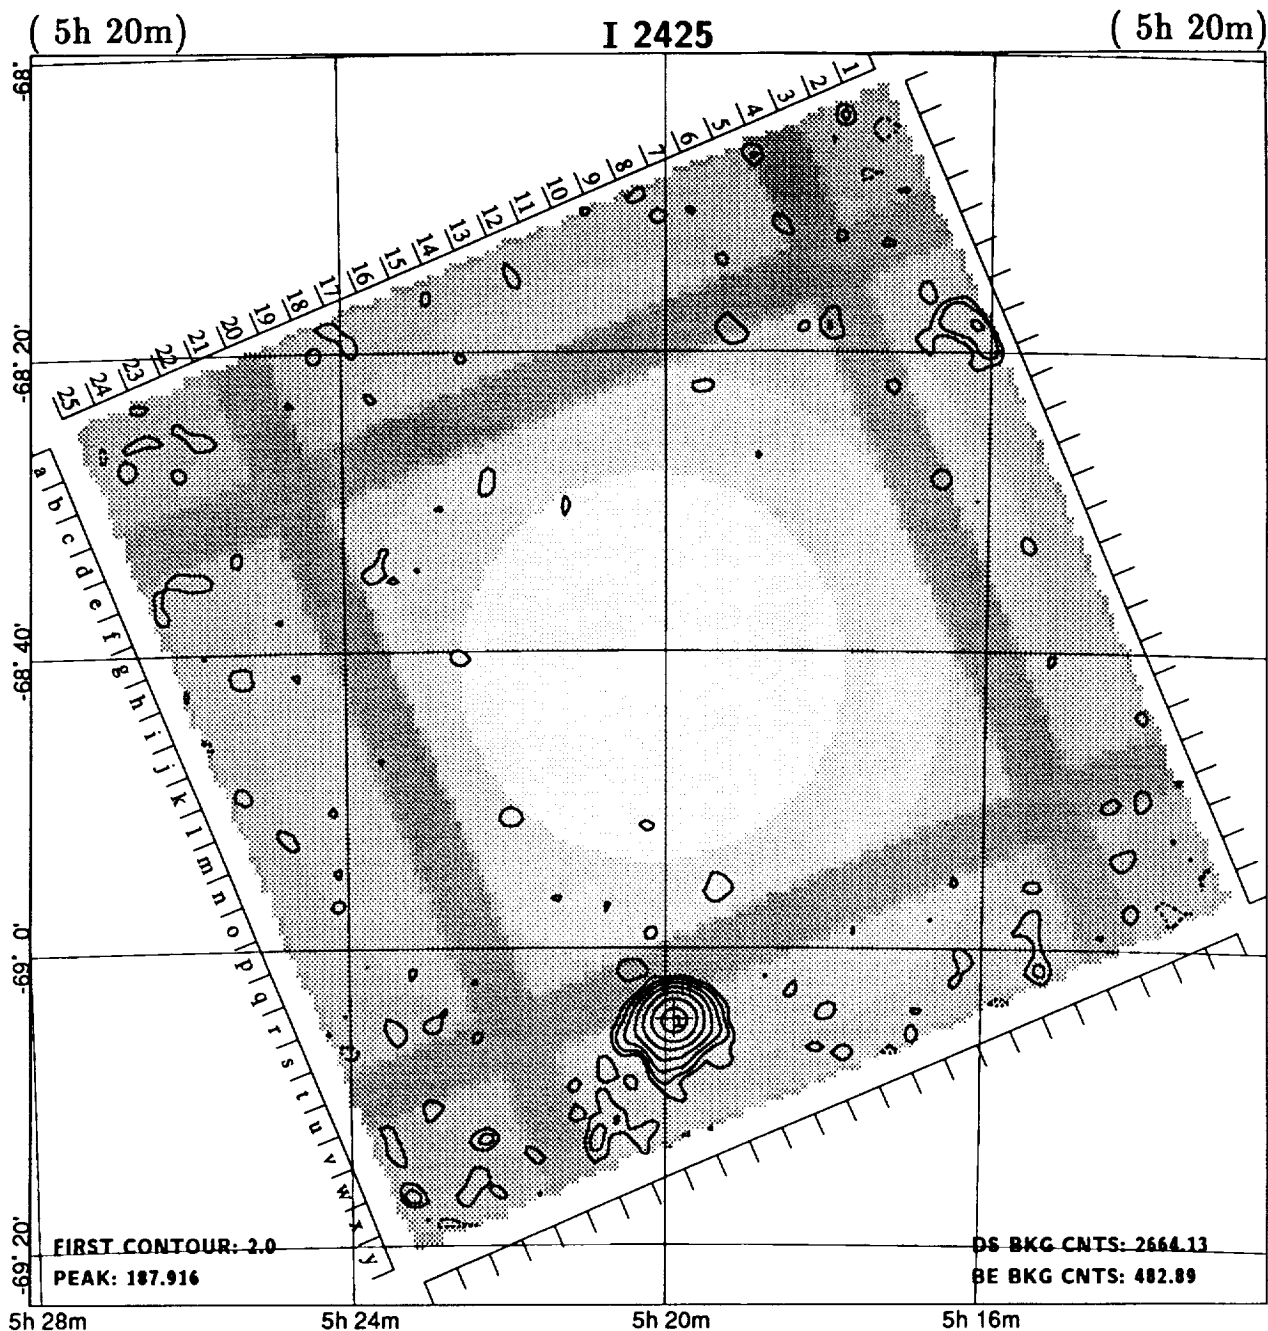 ( 5h 20m) I 2425 ( 5h 20m)
-68°
1
2
3
4
5
6
7
8
9
10
11
12
13
14
15
16
17
18
19
20
21
22
23
24
25
-68° 20'
a
b
c
d
e
f
g
h
i
j
k
l
m
n
o
p
q
r
s
t
u
v
w
x
y
-68° 40'
-69° 0'
-69° 20'
FIRST CONTOUR: 2.0
PEAK: 187.916
DS BKG CNTS: 2664.13
BE BKG CNTS: 482.89
5h 28m 5h 24m 5h 20m 5h 16m